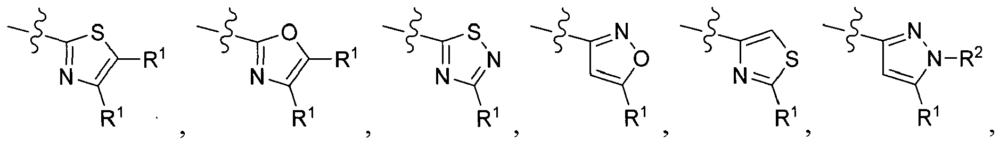 S O S N N N
R¹ R¹ N O S N–R²
N N N N
R¹ , R¹ , R¹ , R¹ , R¹ , R¹ ,